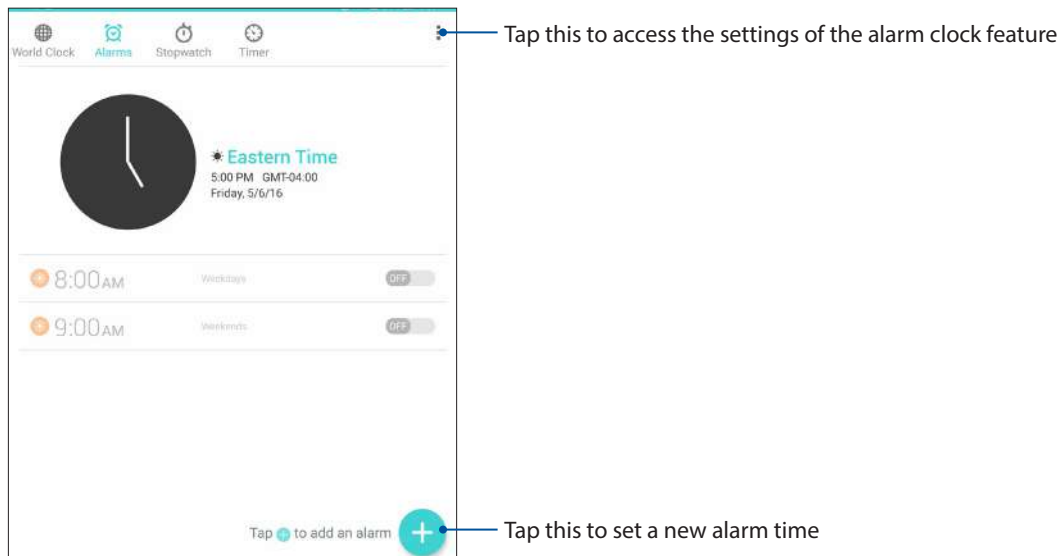 World Clock Alarms Stopwatch Timer
Tap this to access the settings of the alarm clock feature
Eastern Time
5:00 PM GMT-04:00
Friday, 5/6/16
8:00AM Weekdays OFF
9:00AM Weekends OFF
Tap + to add an alarm +
Tap this to set a new alarm time